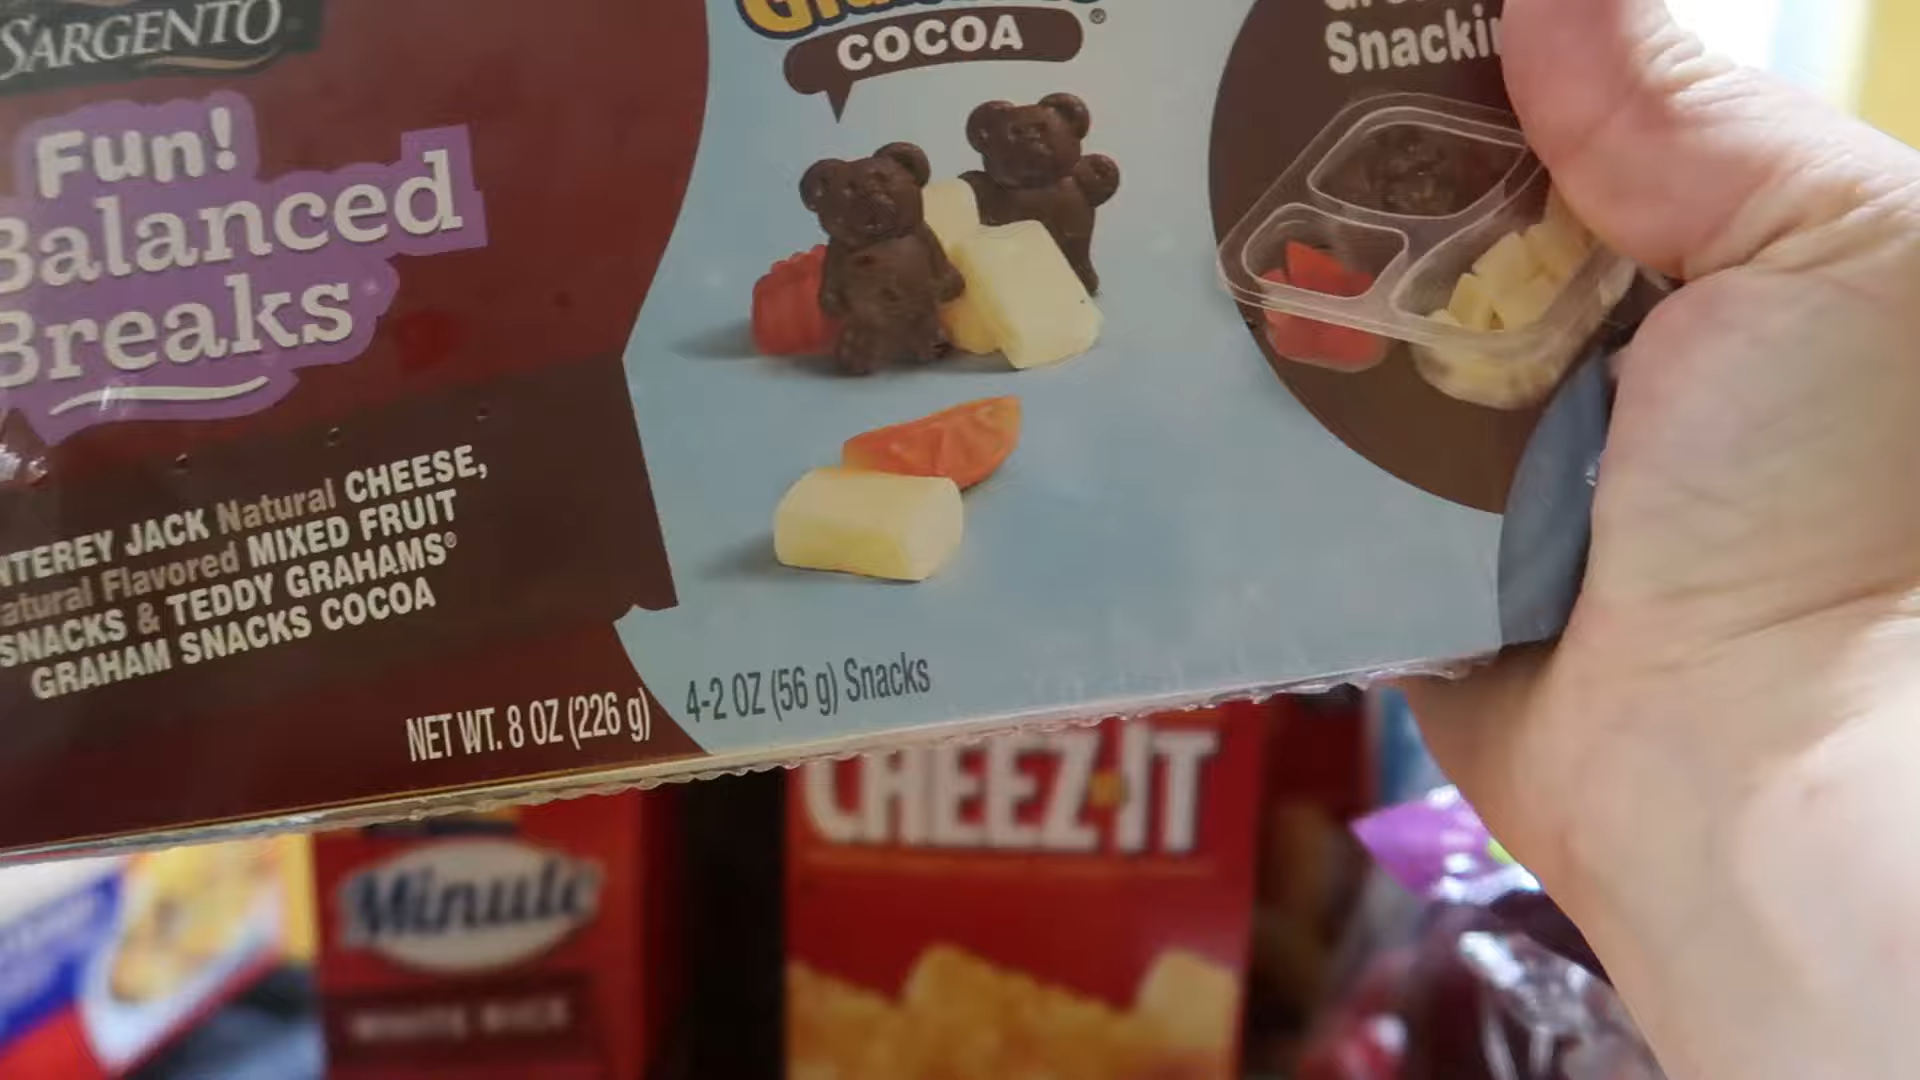 SARGENTO
Fun!
Balanced
Breaks
COCOA
®
Snackin
NTEREY JACK Natural CHEESE,
atural Flavored MIXED FRUIT
SNACKS & TEDDY GRAHAMS®
GRAHAM SNACKS COCOA
NET WT. 8 OZ (226 g)
4-2 OZ (56 g) Snacks
CHEEZ-IT
Minute
WHITE RICE